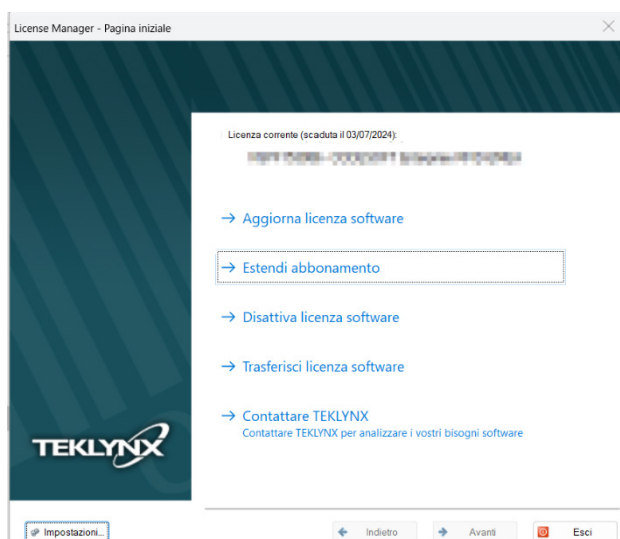 License Manager - Pagina iniziale
Licenza corrente (scaduta il 03/07/2024):
Aggiorna licenza software
Estendi abbonamento
Disattiva licenza software
Trasferisci licenza software
Contattare TEKLYNX
Contattare TEKLYNX per analizzare i vostri bisogni software
TEKLYNX
Impostazioni... Indietro Avanti Esci